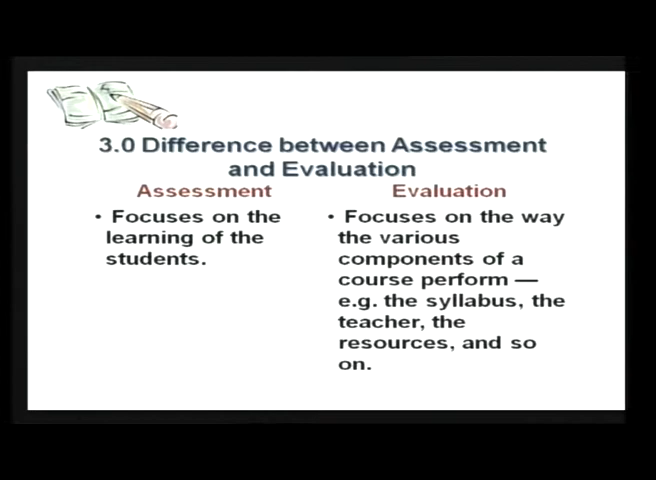 3.0 Difference between Assessment
and Evaluation
Assessment
• Focuses on the
learning of the
students.
Evaluation
• Focuses on the way
the various
components of a
course perform —
e.g. the syllabus, the
teacher, the
resources, and so
on.